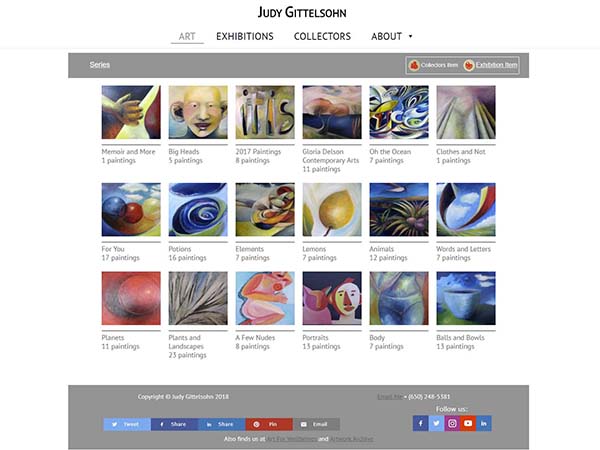 JUDY GITTELSOHN
ART EXHIBITIONS COLLECTORS ABOUT
Series Collectors Item Exhibition Item
Memoir and More Big Heads 2017 Paintings Gloria Delson Oh the Ocean Clothes and Not
1 paintings 5 paintings 8 paintings Contemporary Arts 7 paintings 1 paintings
11 paintings
For You Potions Elements Lemons Animals Words and Letters
17 paintings 16 paintings 7 paintings 7 paintings 12 paintings 7 paintings
Planets Plants and A Few Nudes Portraits Body Balls and Bowls
11 paintings Landscapes 8 paintings 13 paintings 7 paintings 13 paintings
23 paintings
Copyright © Judy Gittelsohn 2018 Email Me • (650) 248-5381
Follow us:
Tweet Share Share Pin Email
Also finds us at Art For Well Beings and Artwork Archive